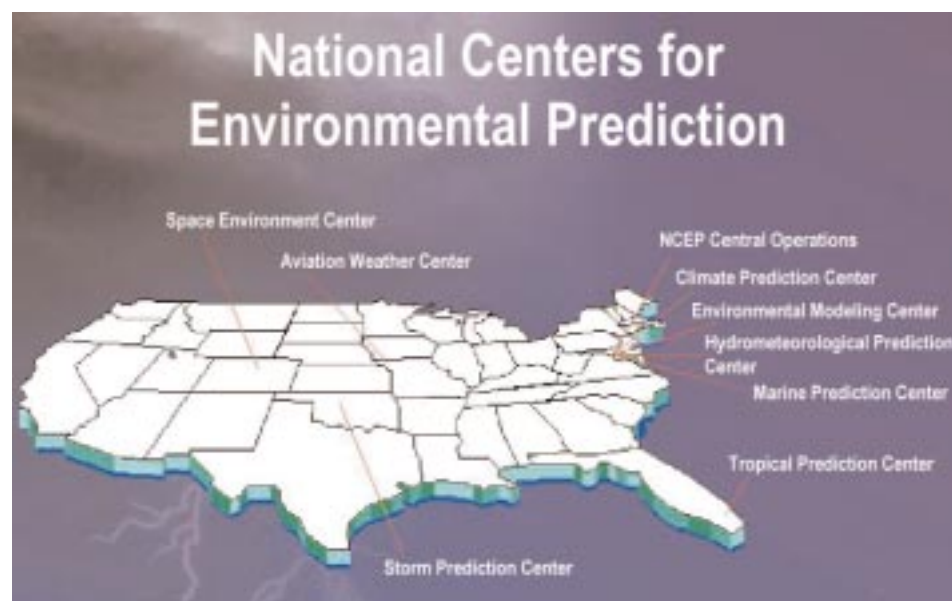 National Centers for
Environmental Prediction
Space Environment Center
Aviation Weather Center
NCEP Central Operations
Climate Prediction Center
Environmental Modeling Center
Hydrometeorological Prediction
Center
Marine Prediction Center
Tropical Prediction Center
Storm Prediction Center